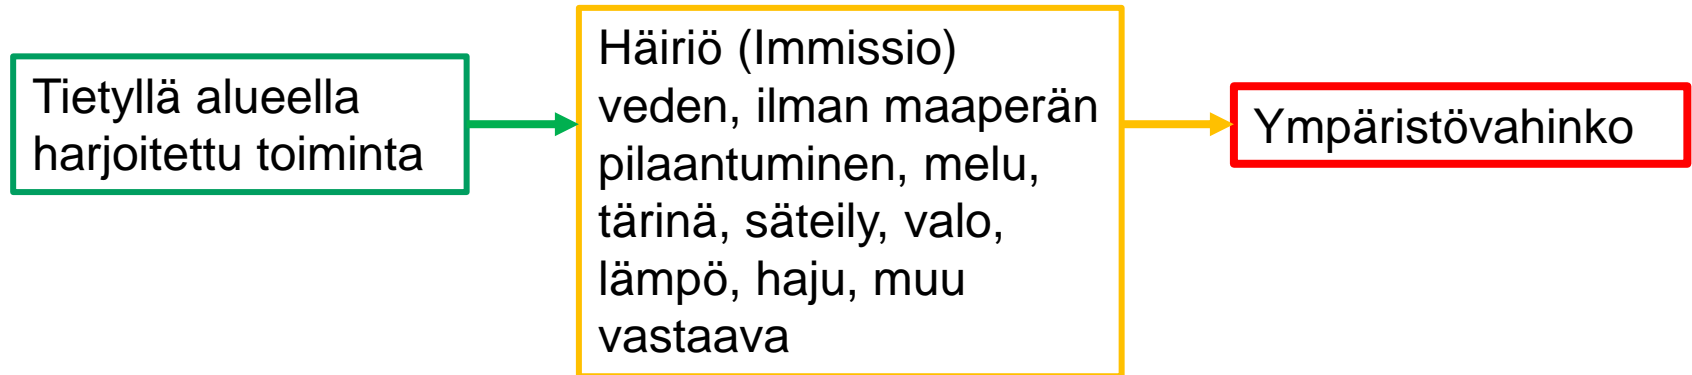 Tietyllä alueella
harjoitettu toiminta
Häiriö (Immissio)
veden, ilman maaperän
pilaantuminen, melu,
tärinä, säteily, valo,
lämpö, haju, muu
vastaava
Ympäristövahinko